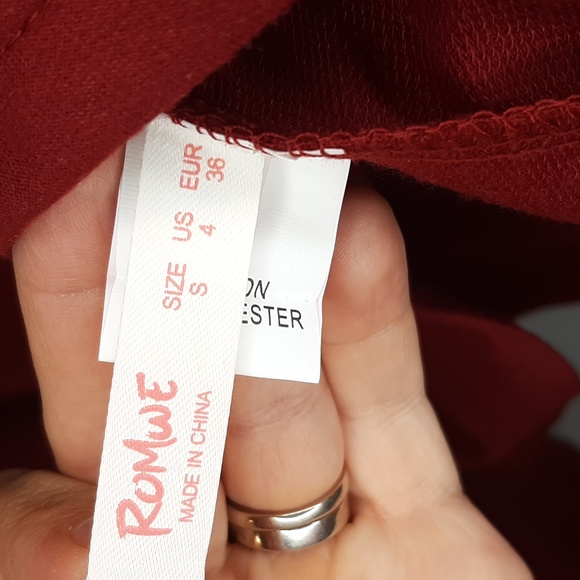 SIZE US EUR
S 4 36
ROMWE
MADE IN CHINA
ON
ESTER